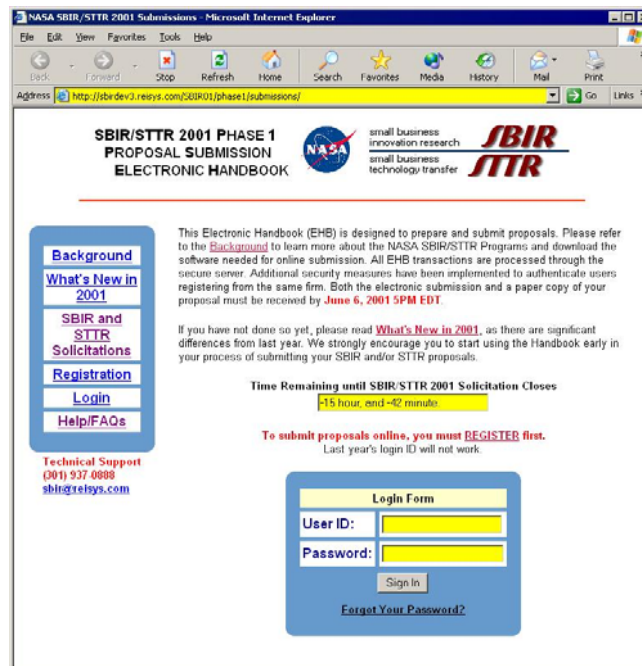 NASA SBIR/STTR 2001 Submissions - Microsoft Internet Explorer
File Edit View Favorites Tools Help
Back Forward Stop Refresh Home Search Favorites Media History Mail Print
Address http://sbirdev3.reisys.com/SBIR01/phase1/submissions/ Go Links
SBIR/STTR 2001 PHASE 1
PROPOSAL SUBMISSION
ELECTRONIC HANDBOOK
NASA
small business
innovation research
SBIR
small business
technology transfer
STTR
Background
What's New in
2001
SBIR and
STTR
Solicitations
Registration
Login
Help/FAQs
Technical Support
(301) 937-0888
sbir@reisys.com
This Electronic Handbook (EHB) is designed to prepare and submit proposals. Please refer
to the Background to learn more about the NASA SBIR/STTR Programs and download the
software needed for online submission. All EHB transactions are processed through the
secure server. Additional security measures have been implemented to authenticate users
registering from the same firm. Both the electronic submission and a paper copy of your
proposal must be received by June 6, 2001 5PM EDT.
If you have not done so yet, please read What's New in 2001, as there are significant
differences from last year. We strongly encourage you to start using the Handbook early in
your process of submitting your SBIR and/or STTR proposals.
Time Remaining until SBIR/STTR 2001 Solicitation Closes
-15 hour, and -42 minute.
To submit proposals online, you must REGISTER first.
Last year's login ID will not work.
Login Form
User ID:
Password:
Sign In
Forgot Your Password?